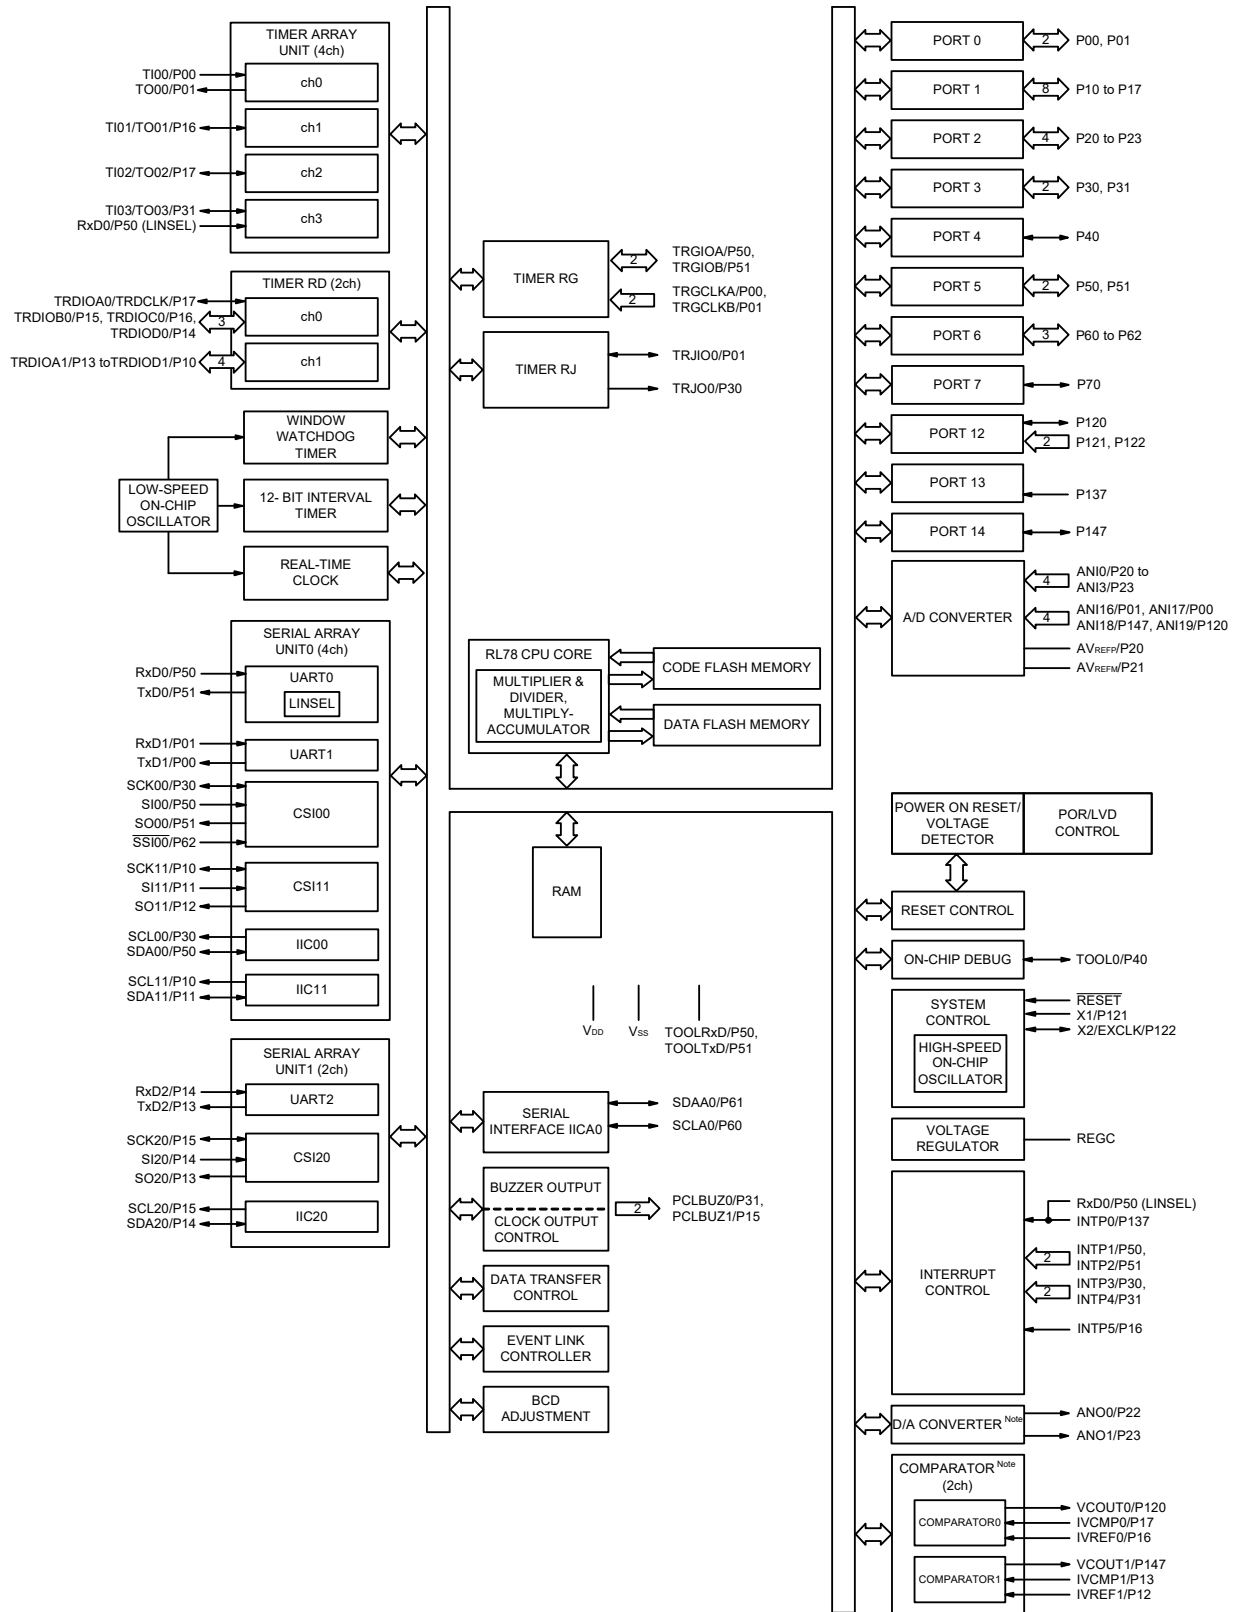 TIMER ARRAY
UNIT (4ch)
TI00/P00
TO00/P01
ch0
TI01/TO01/P16
ch1
TI02/TO02/P17
ch2
TI03/TO03/P31
RxD0/P50 (LINSEL)
ch3
TIMER RD (2ch)
TRDIOA0/TRDCLK/P17
TRDIOB0/P15, TRDIOC0/P16,
TRDIOD0/P14
3
ch0
TRDIOA1/P13 toTRDIOD1/P10
4
ch1
WINDOW
WATCHDOG
TIMER
LOW-SPEED
ON-CHIP
OSCILLATOR
12- BIT INTERVAL
TIMER
REAL-TIME
CLOCK
SERIAL ARRAY
UNIT0 (4ch)
RxD0/P50
TxD0/P51
UART0
LINSEL
RxD1/P01
TxD1/P00
UART1
SCK00/P30
SI00/P50
SO00/P51
SSI00/P62
CSI00
SCK11/P10
SI11/P11
SO11/P12
CSI11
SCL00/P30
SDA00/P50
IIC00
SCL11/P10
SDA11/P11
IIC11
SERIAL ARRAY
UNIT1 (2ch)
RxD2/P14
TxD2/P13
UART2
SCK20/P15
SI20/P14
SO20/P13
CSI20
SCL20/P15
SDA20/P14
IIC20
TIMER RG
2
TRGIOA/P50,
TRGIOB/P51
2
TRGCLKA/P00,
TRGCLKB/P01
TIMER RJ
TRJIO0/P01
TRJO0/P30
RL78 CPU CORE
MULTIPLIER &
DIVIDER,
MULTIPLY-
ACCUMULATOR
CODE FLASH MEMORY
DATA FLASH MEMORY
RAM
VDD
VSS
TOOLRxD/P50,
TOOLTxD/P51
SERIAL
INTERFACE IICA0
SDAA0/P61
SCLA0/P60
BUZZER OUTPUT
CLOCK OUTPUT
CONTROL
2
PCLBUZ0/P31,
PCLBUZ1/P15
DATA TRANSFER
CONTROL
EVENT LINK
CONTROLLER
BCD
ADJUSTMENT
PORT 0
2
P00, P01
PORT 1
8
P10 to P17
PORT 2
4
P20 to P23
PORT 3
2
P30, P31
PORT 4
P40
PORT 5
2
P50, P51
PORT 6
3
P60 to P62
PORT 7
P70
PORT 12
P120
2
P121, P122
PORT 13
P137
PORT 14
P147
A/D CONVERTER
4
ANI0/P20 to
ANI3/P23
4
ANI16/P01, ANI17/P00
ANI18/P147, ANI19/P120
AVREFP/P20
AVREFM/P21
POWER ON RESET/
VOLTAGE
DETECTOR
POR/LVD
CONTROL
RESET CONTROL
ON-CHIP DEBUG
TOOL0/P40
SYSTEM
CONTROL
HIGH-SPEED
ON-CHIP
OSCILLATOR
RESET
X1/P121
X2/EXCLK/P122
VOLTAGE
REGULATOR
REGC
INTERRUPT
CONTROL
RxD0/P50 (LINSEL)
INTP0/P137
2
INTP1/P50,
INTP2/P51
2
INTP3/P30,
INTP4/P31
INTP5/P16
D/A CONVERTER Note
ANO0/P22
ANO1/P23
COMPARATOR Note
(2ch)
COMPARATOR0
VCOUT0/P120
IVCMP0/P17
IVREF0/P16
COMPARATOR1
VCOUT1/P147
IVCMP1/P13
IVREF1/P12